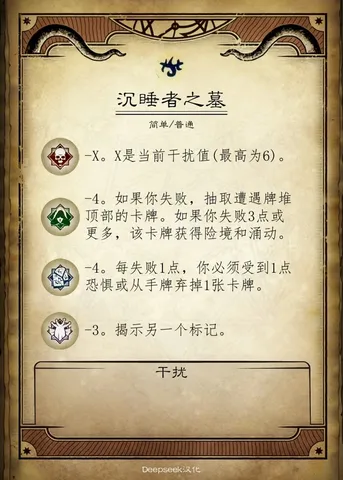 沉睡者之墓
简单/普通
-X。X是当前干扰值(最高为6)。
-4。如果你失败，抽取遭遇牌堆
顶部的卡牌。如果你失败3点或
更多，该卡牌获得险境和涌动。
-4。每失败1点，你必须受到1点
恐惧或从手牌弃掉1张卡牌。
-3。揭示另一个标记。
干扰
Deepseek汉化